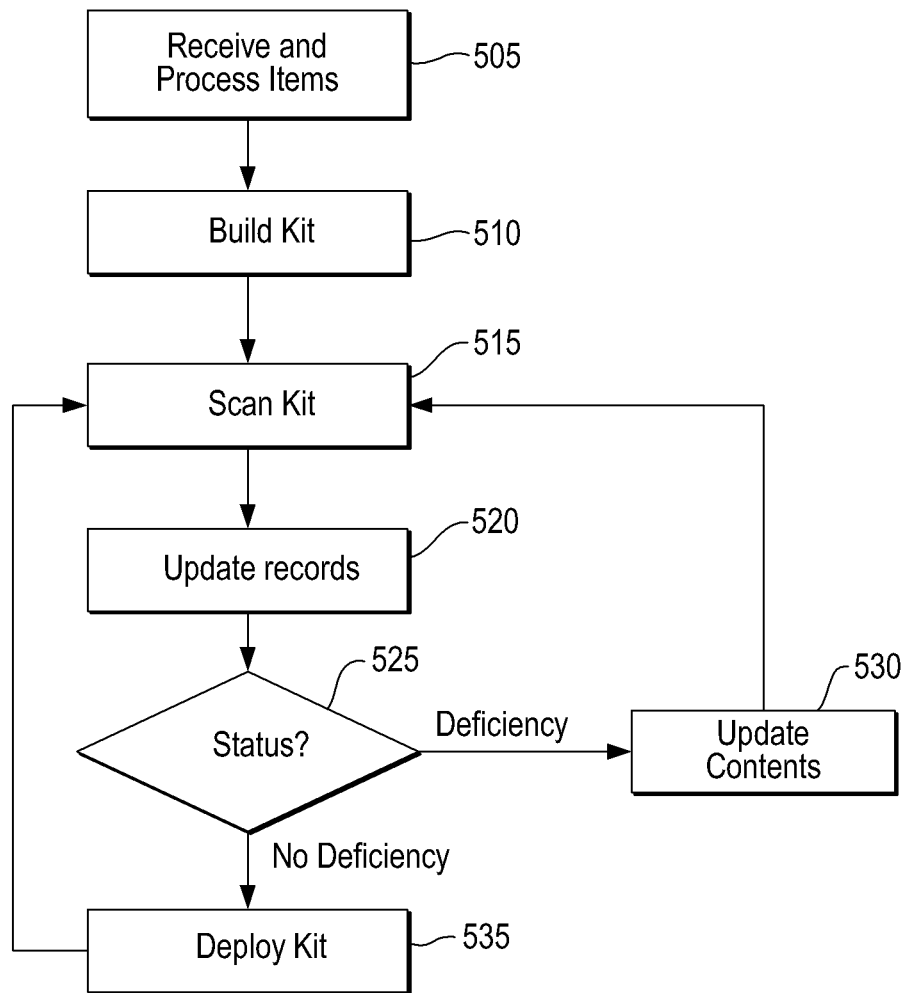 Receive and
Process Items
505
Build Kit
510
515
Scan Kit
520
Update records
525
Status?
Deficiency
530
Update
Contents
No Deficiency
Deploy Kit
535